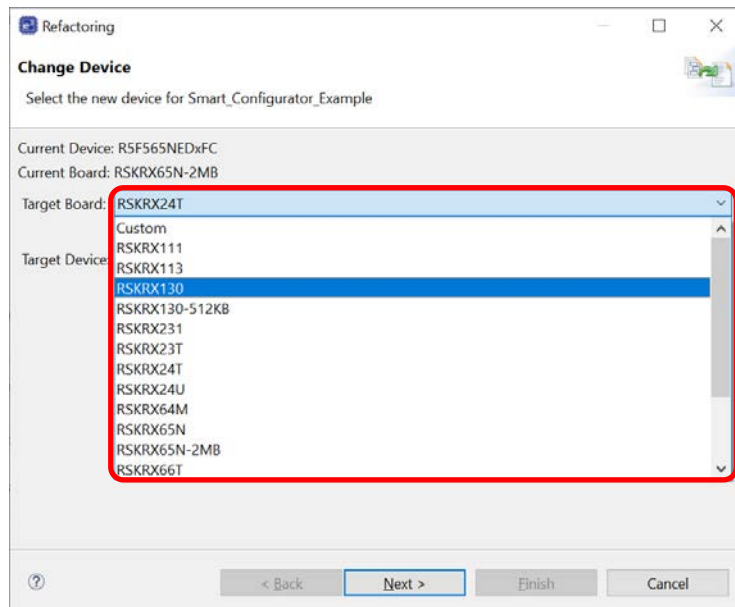 Refactoring
Change Device
Select the new device for Smart_Configurator_Example
Current Device: R5F565NEDxFC
Current Board: RSKRX65N-2MB
Target Board: RSKRX24T
Custom
RSKRX111
Target Device:
RSKRX113
RSKRX130
RSKRX130-512KB
RSKRX231
RSKRX23T
RSKRX24T
RSKRX24U
RSKRX64M
RSKRX65N
RSKRX65N-2MB
RSKRX66T
? < Back Next > Finish Cancel